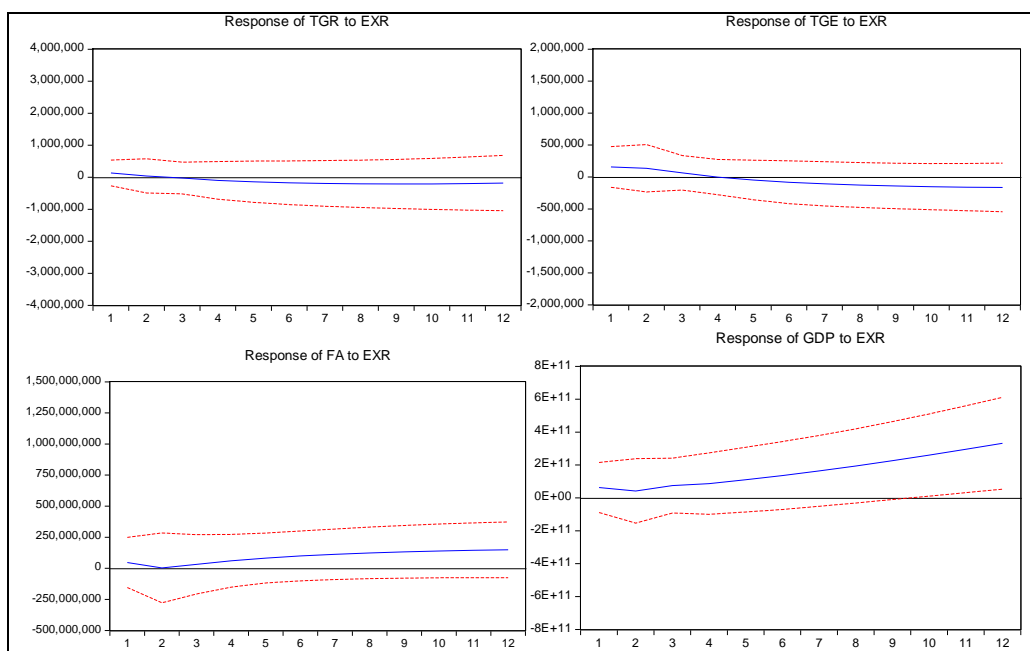 Response of TGR to EXR
4,000,000
3,000,000
2,000,000
1,000,000
0
-1,000,000
-2,000,000
-3,000,000
-4,000,000
1 2 3 4 5 6 7 8 9 10 11 12
Response of TGE to EXR
2,000,000
1,500,000
1,000,000
500,000
0
-500,000
-1,000,000
-1,500,000
-2,000,000
1 2 3 4 5 6 7 8 9 10 11 12
Response of FA to EXR
1,500,000,000
1,250,000,000
1,000,000,000
750,000,000
500,000,000
250,000,000
0
-250,000,000
-500,000,000
1 2 3 4 5 6 7 8 9 10 11 12
Response of GDP to EXR
8E+11
6E+11
4E+11
2E+11
0E+00
-2E+11
-4E+11
-6E+11
-8E+11
1 2 3 4 5 6 7 8 9 10 11 12